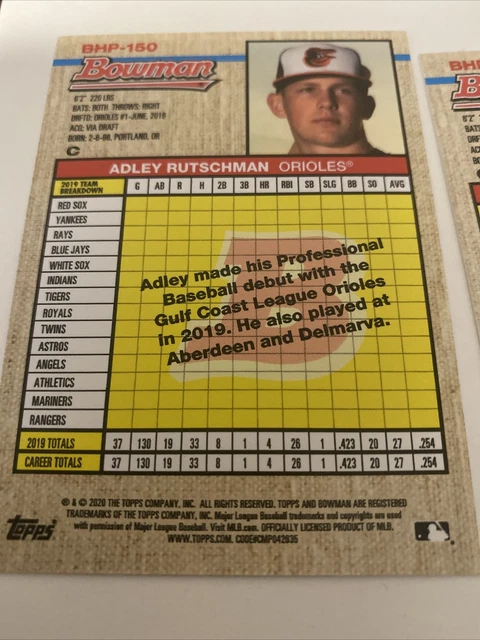 BHP-150
Bowman
6'2" 220 LBS
BATS: BOTH THROWS: RIGHT
DRFTD: ORIOLES #1-JUNE, 2019
ACQ: VIA DRAFT
BORN: 2-6-98, PORTLAND, OR
C
ADLEY RUTSCHMAN ORIOLES®
2019 TEAM BREAKDOWN G AB R H 2B 3B HR RBI SB SLG BB SO AVG
RED SOX
YANKEES
RAYS
BLUE JAYS
WHITE SOX
INDIANS
TIGERS
ROYALS
TWINS
ASTROS
ANGELS
ATHLETICS
MARINERS
RANGERS
Adley made his Professional
Baseball debut with the
Gulf Coast League Orioles
in 2019. He also played at
Aberdeen and Delmarva.
2019 TOTALS 37 130 19 33 8 1 4 26 1 .423 20 27 .254
CAREER TOTALS 37 130 19 33 8 1 4 26 1 .423 20 27 .254
® & © 2020 THE TOPPS COMPANY, INC. ALL RIGHTS RESERVED. TOPPS AND BOWMAN ARE REGISTERED
TRADEMARKS OF THE TOPPS COMPANY, INC. Major League Baseball trademarks and copyrights are used
with permission of Major League Baseball. Visit MLB.com. OFFICIALLY LICENSED PRODUCT OF MLB.
WWW.TOPPS.COM. CODE#CMP042635
Topps